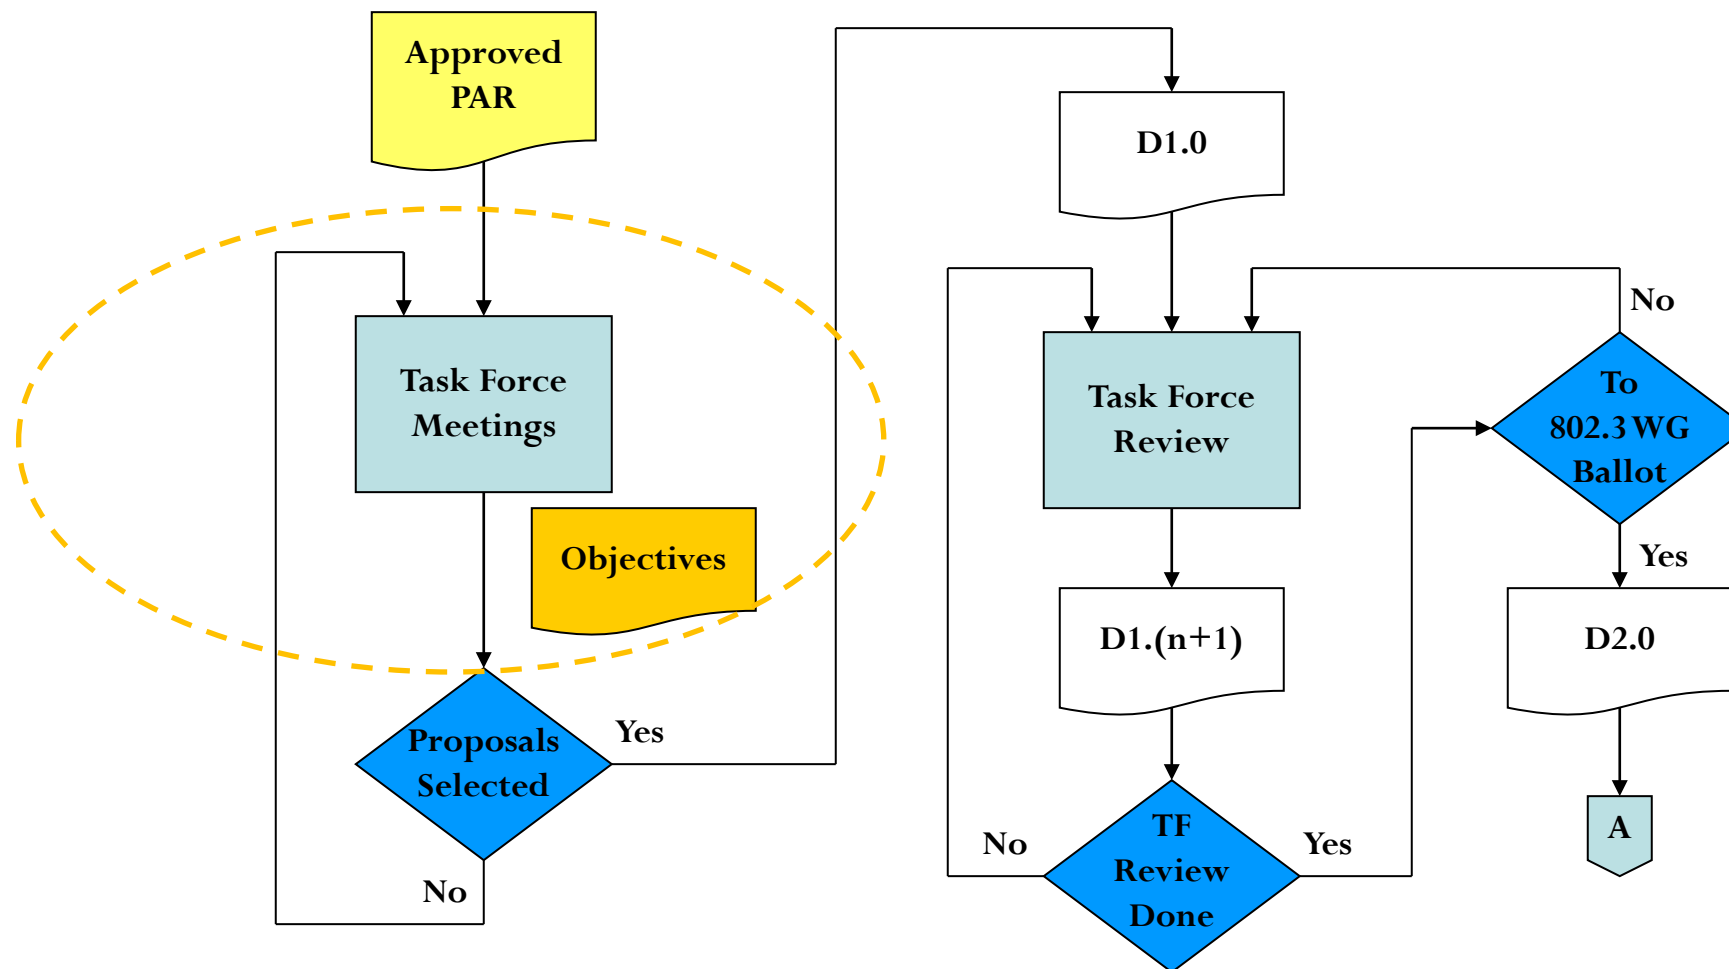 Approved
PAR
Task Force
Meetings
Objectives
Proposals
Selected
Yes
No
D1.0
Task Force
Review
D1.(n+1)
TF
Review
Done
No
Yes
To
802.3 WG
Ballot
No
Yes
D2.0
A